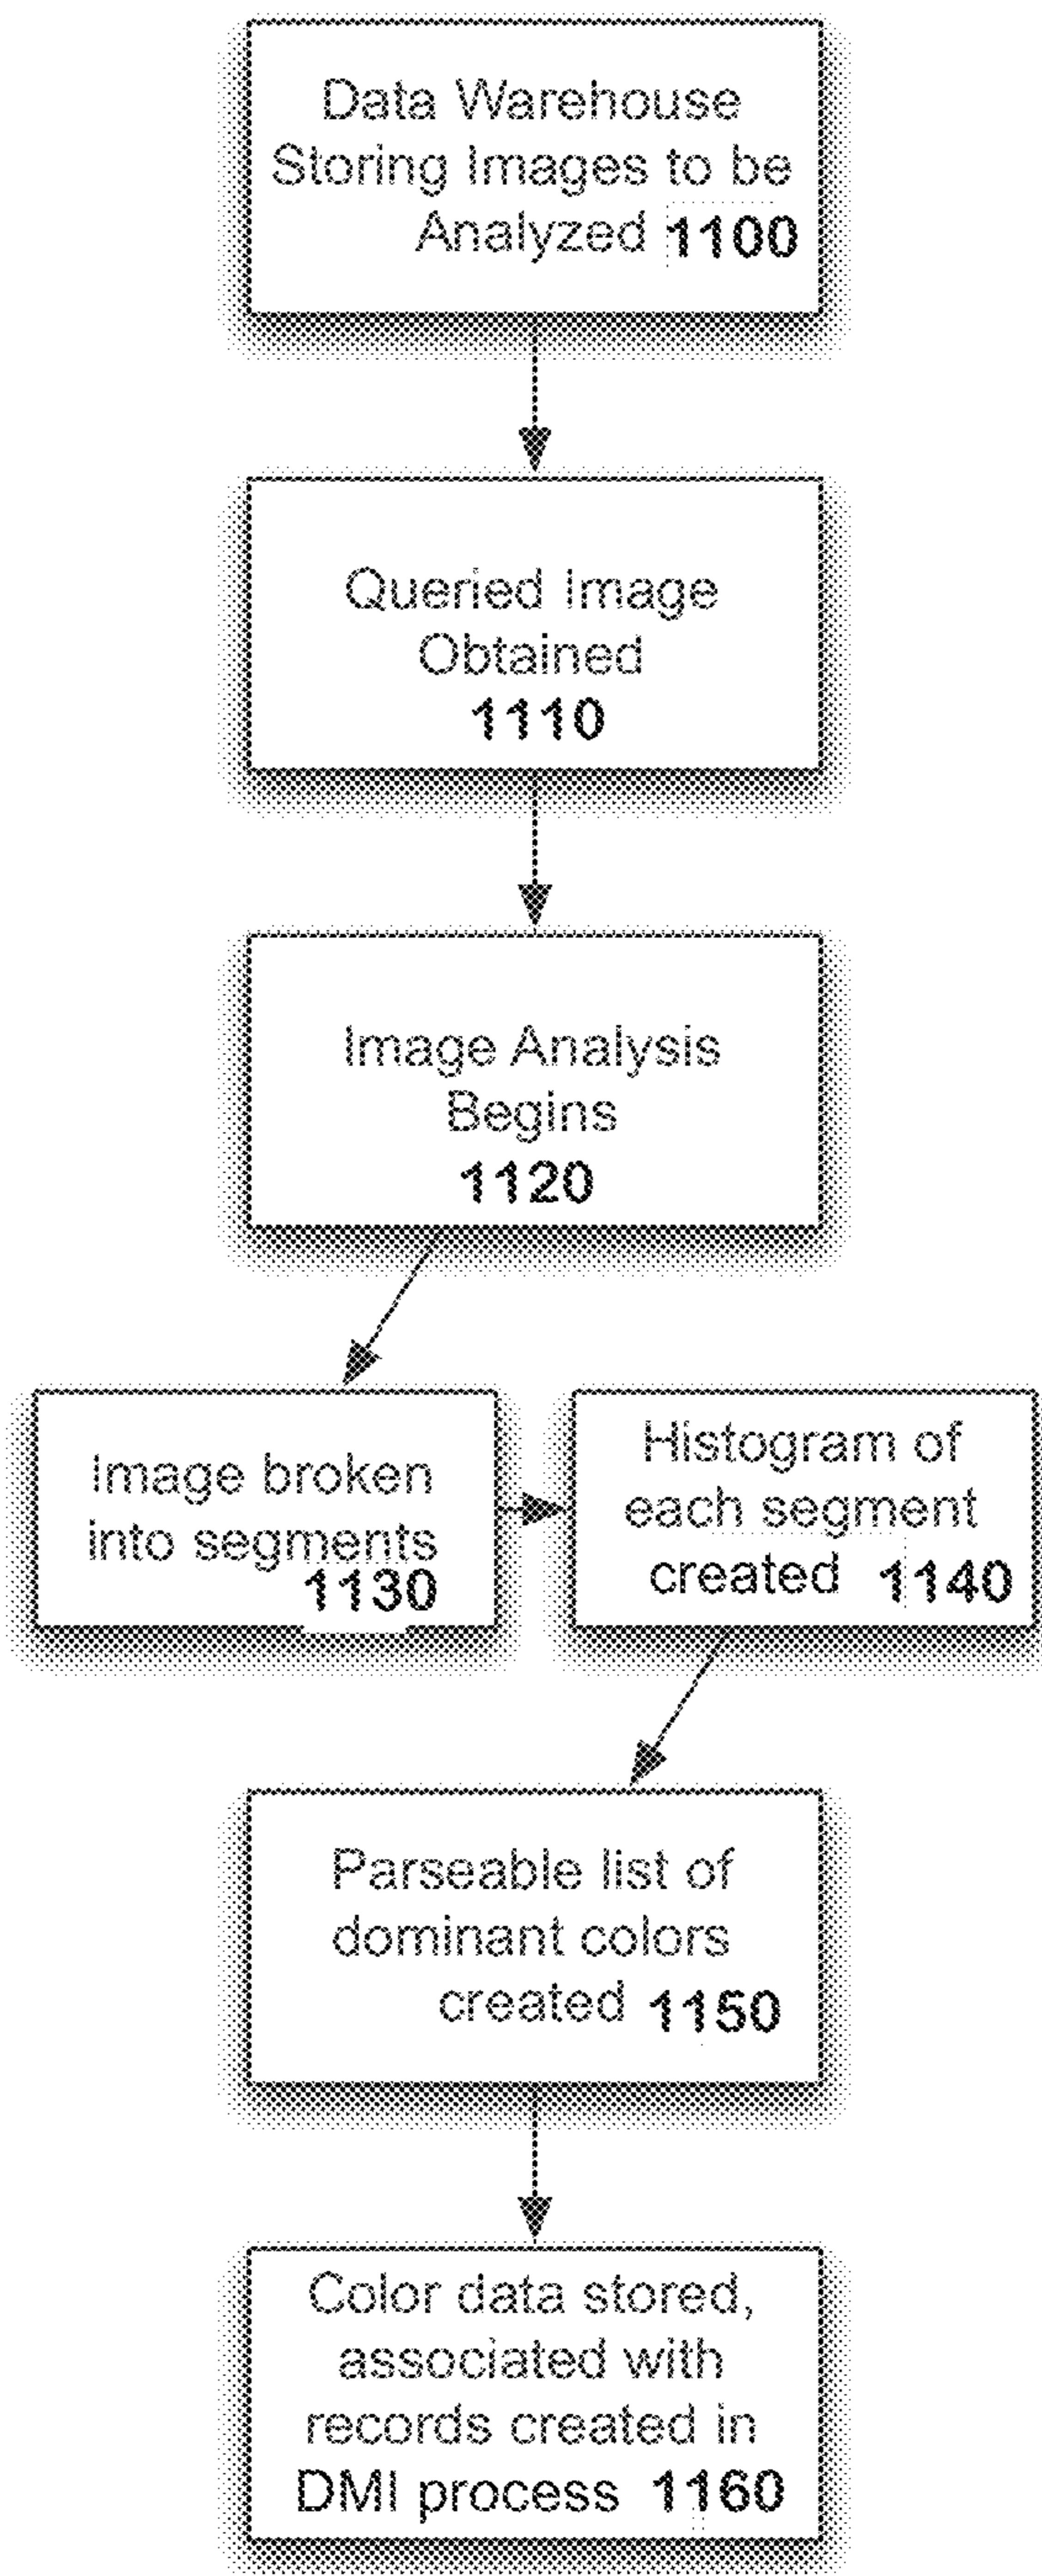 Data Warehouse
Storing Images to be
Analyzed 1100
Queried Image
Obtained
1110
Image Analysis
Begins
1120
Image broken
into segments
1130
Histogram of
each segment
created 1140
Parseable list of
dominant colors
created 1150
Color data stored,
associated with
records created in
DMI process 1160